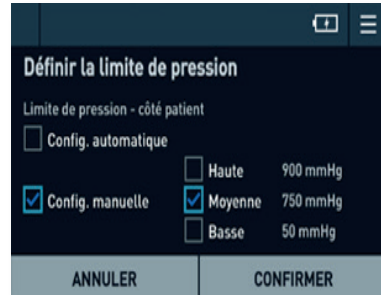 Définir la limite de pression
Limite de pression - côté patient
Config. automatique
Haute 900 mmHg
Config. manuelle Moyenne 750 mmHg
Basse 50 mmHg
ANNULER CONFIRMER